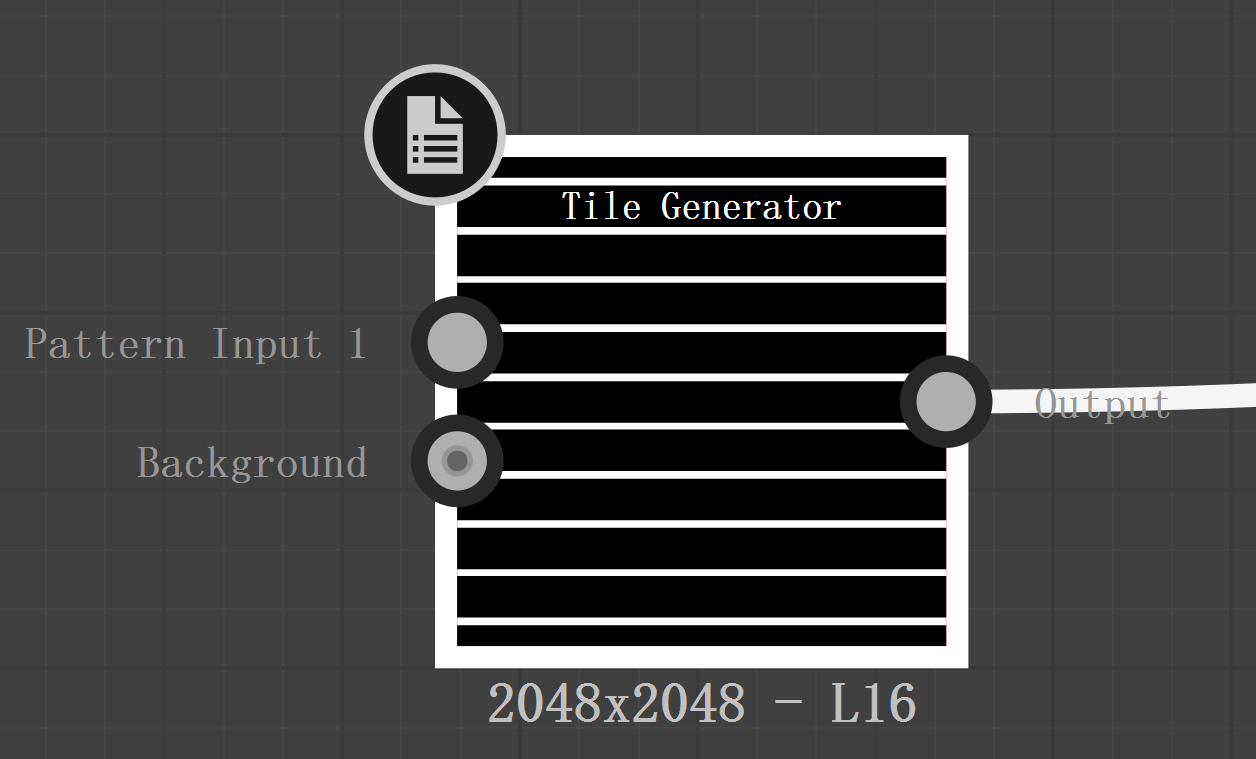 Tile Generator
Pattern Input 1
Output
Background
2048x2048 - L16